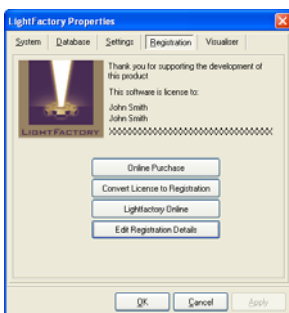 LightFactory Properties
System Database Settings Registration Visualiser
Thank you for supporting the development of
this product
This software is license to:
John Smith
John Smith
LIGHTFACTORY
Online Purchase
Convert License to Registration
Lightfactory Online
Edit Registration Details
OK Cancel Apply